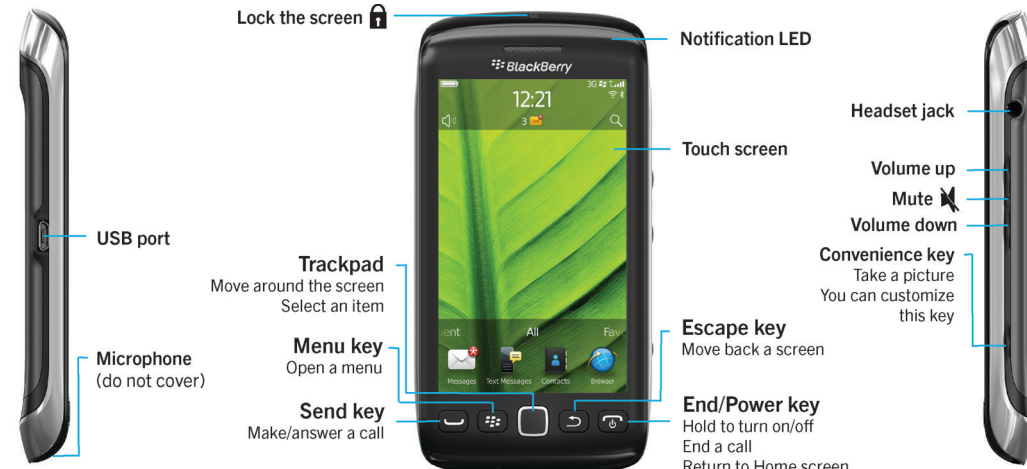 Lock the screen
Notification LED
BlackBerry
3G
12:21
3
Touch screen
Headset jack
Volume up
Mute
Volume down
Convenience key
Take a picture
You can customize
this key
USB port
Trackpad
Move around the screen
Select an item
Menu key
Open a menu
Send key
Make/answer a call
Microphone
(do not cover)
ent
All
Fav
Messages
Text Messages
Contacts
Browser
Escape key
Move back a screen
End/Power key
Hold to turn on/off
End a call
Return to Home screen